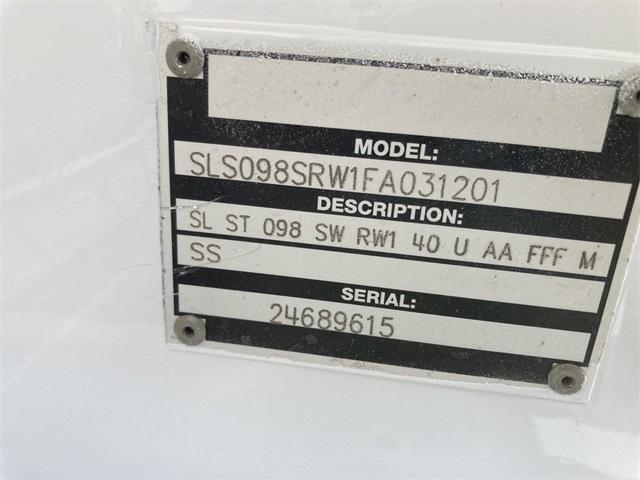 MODEL:
SLS098SRW1FA031201
DESCRIPTION:
SL ST 098 SW RW1 40 U AA FFF M
SS
SERIAL:
24689615